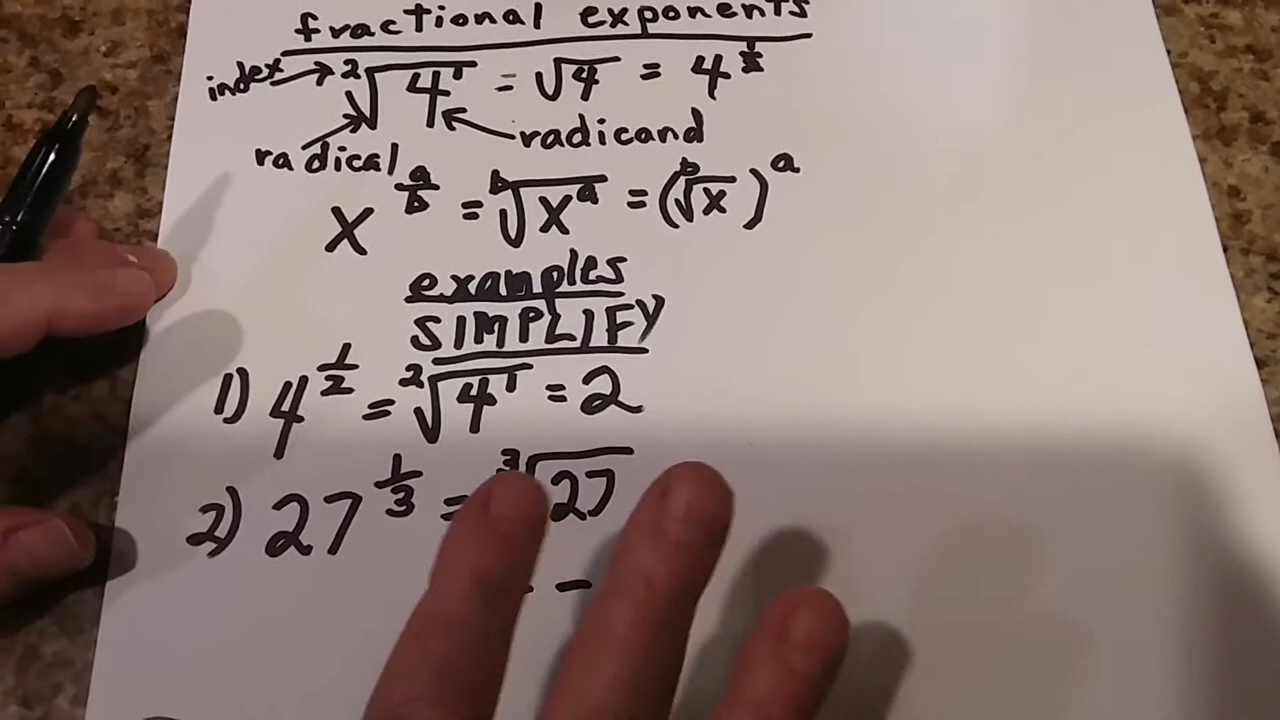 fractional exponents
index → ²√4¹ = √4 = 4^½
radical radicand
x^(a/b) = ᵇ√xᵃ = (ᵇ√x)ᵃ
examples
SIMPLIFY
1) 4^(1/2) = ²√4¹ = 2
2) 27^(1/3) = ³√27